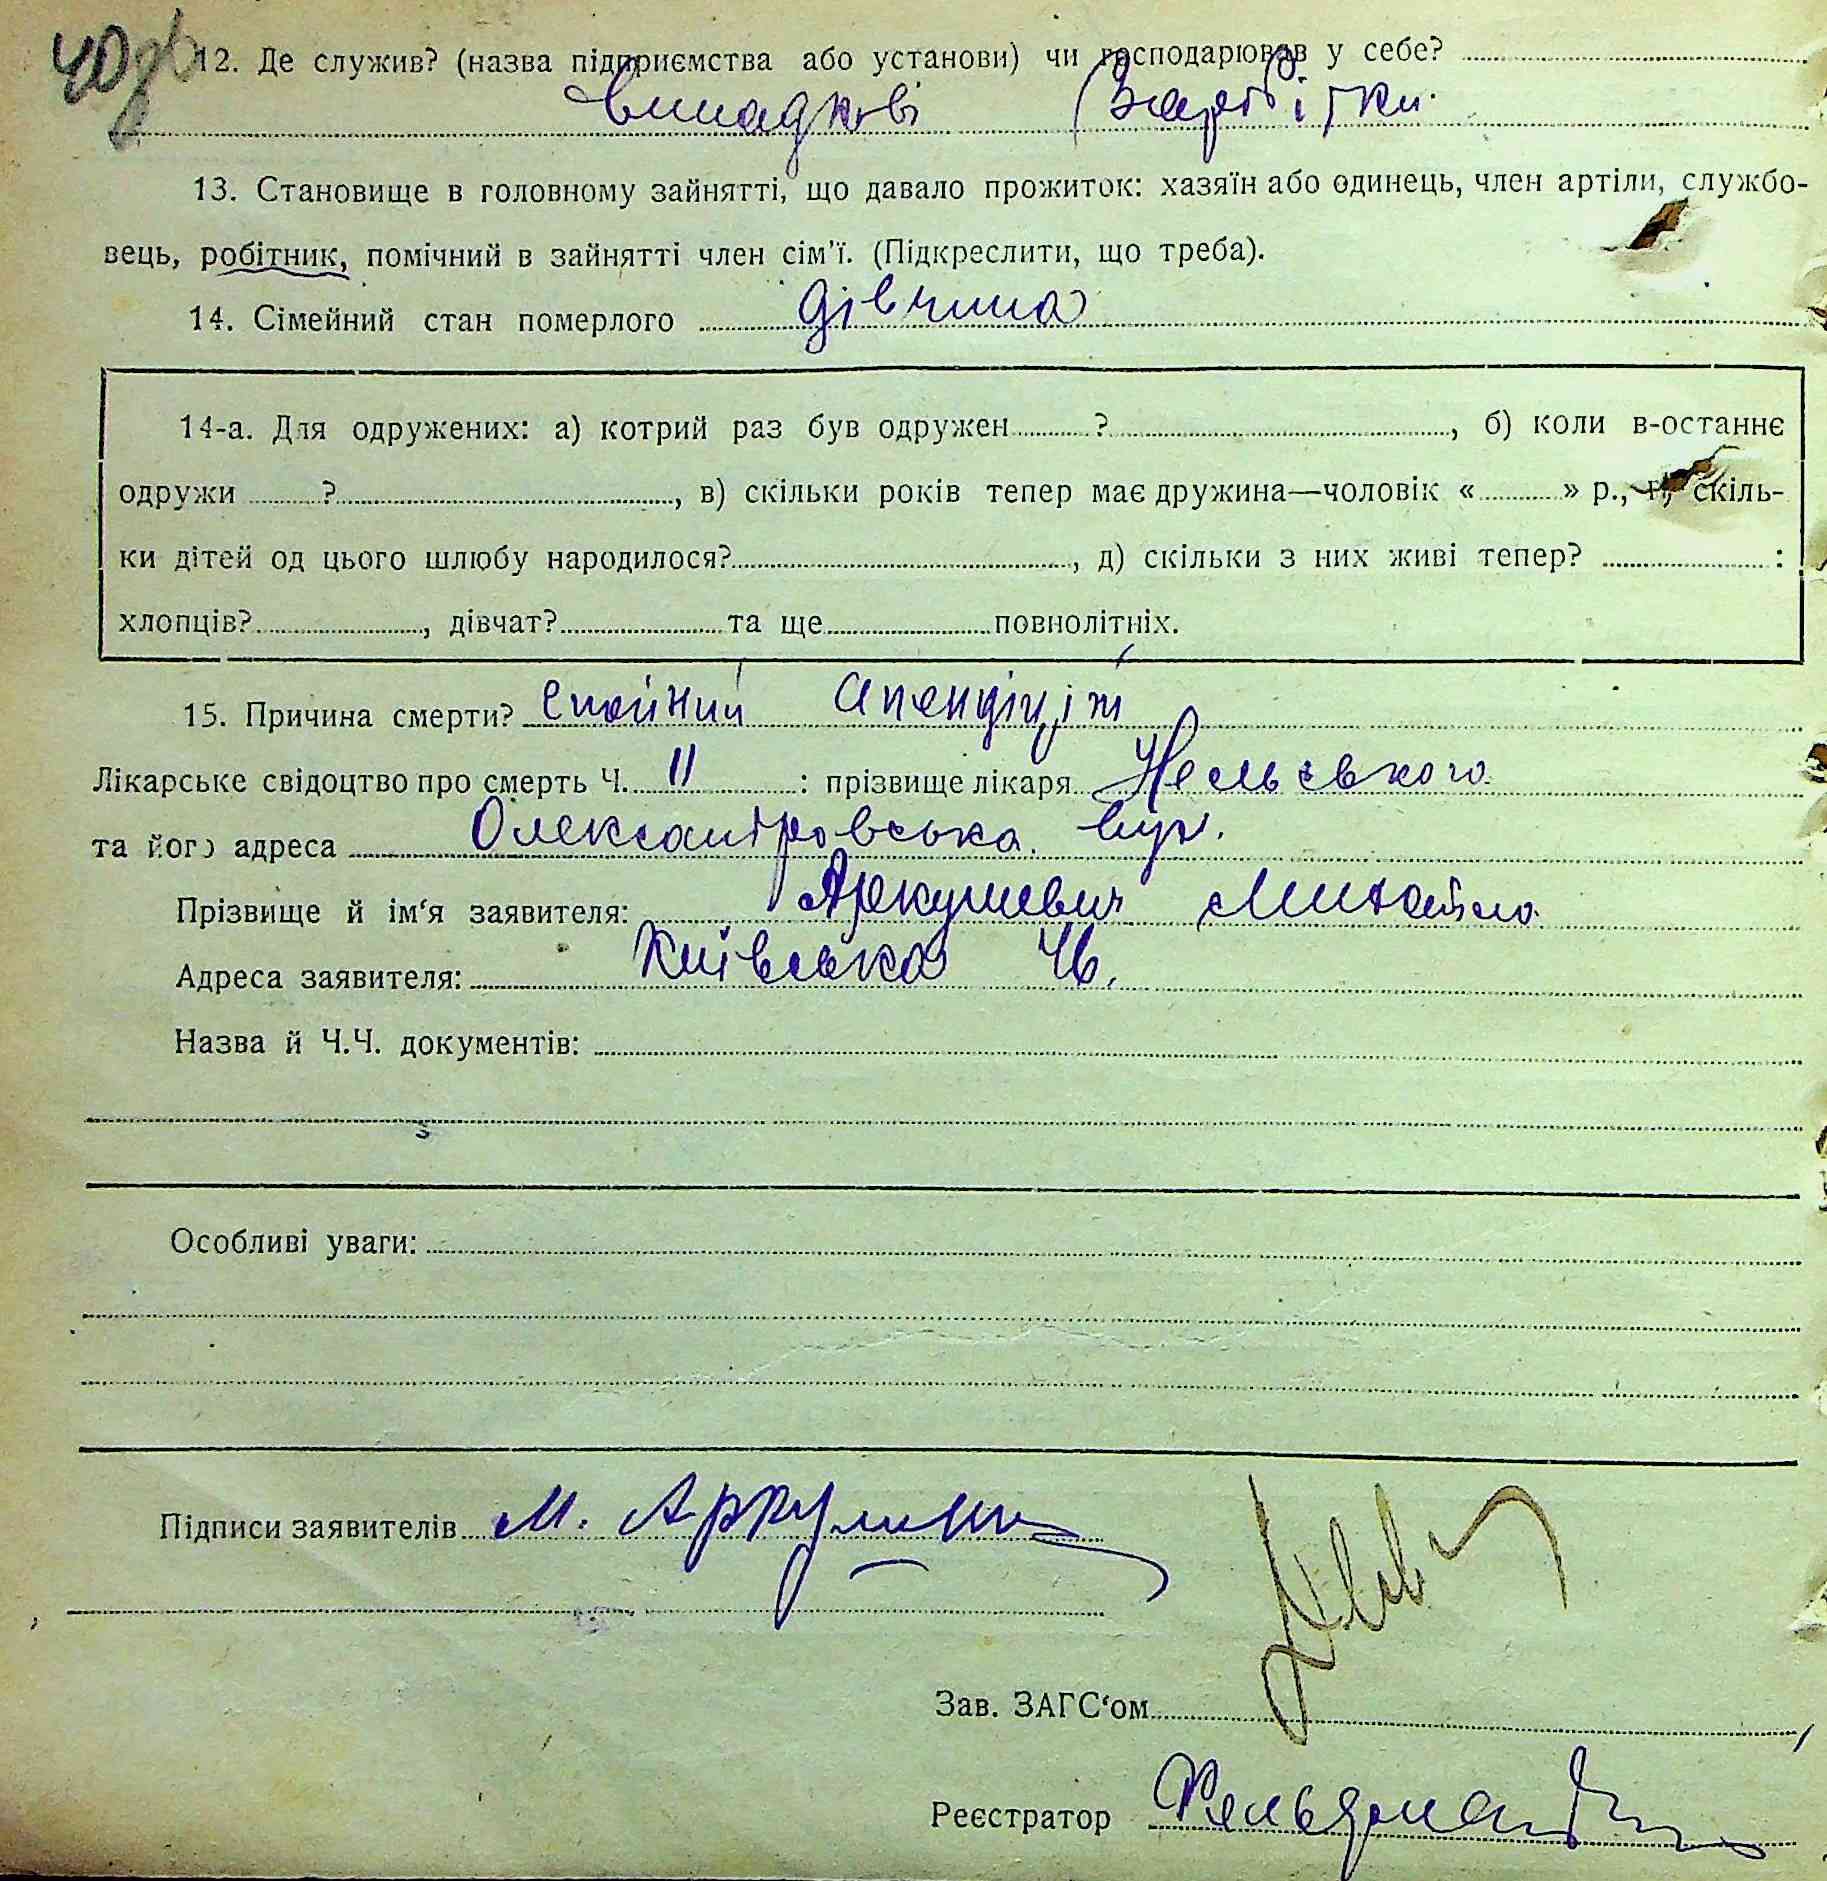 12. Де служив? (назва підприємства або установи) чи господарював у себе?
випадкові Заробітки.
13. Становище в головному зайнятті, що давало прожиток: хазяїн або одинець, член артіли, службо-
вець, робітник, помічний в зайнятті член сім'ї. (Підкреслити, що треба).
14. Сімейний стан померлого дівчина
14-а. Для одружених: а) котрий раз був одружен ? , б) коли в-останнє
одружи ? , в) скільки років тепер має дружина—чоловік « » р., г) скіль-
ки дітей од цього шлюбу народилося? , д) скільки з них живі тепер? :
хлопців? , дівчат? та ще повнолітніх.
15. Причина смерти? Апендіціт
Лікарське свідоцтво про смерть Ч. 11 : прізвище лікаря
та його адреса Олександровська вул.
Прізвище й ім'я заявителя: Аркушевич Михайло
Адреса заявителя: Київська 46.
Назва й Ч.Ч. документів:
Особливі уваги:
Підписи заявителів М.
Зав. ЗАГС'ом
Реєстратор Фельдман